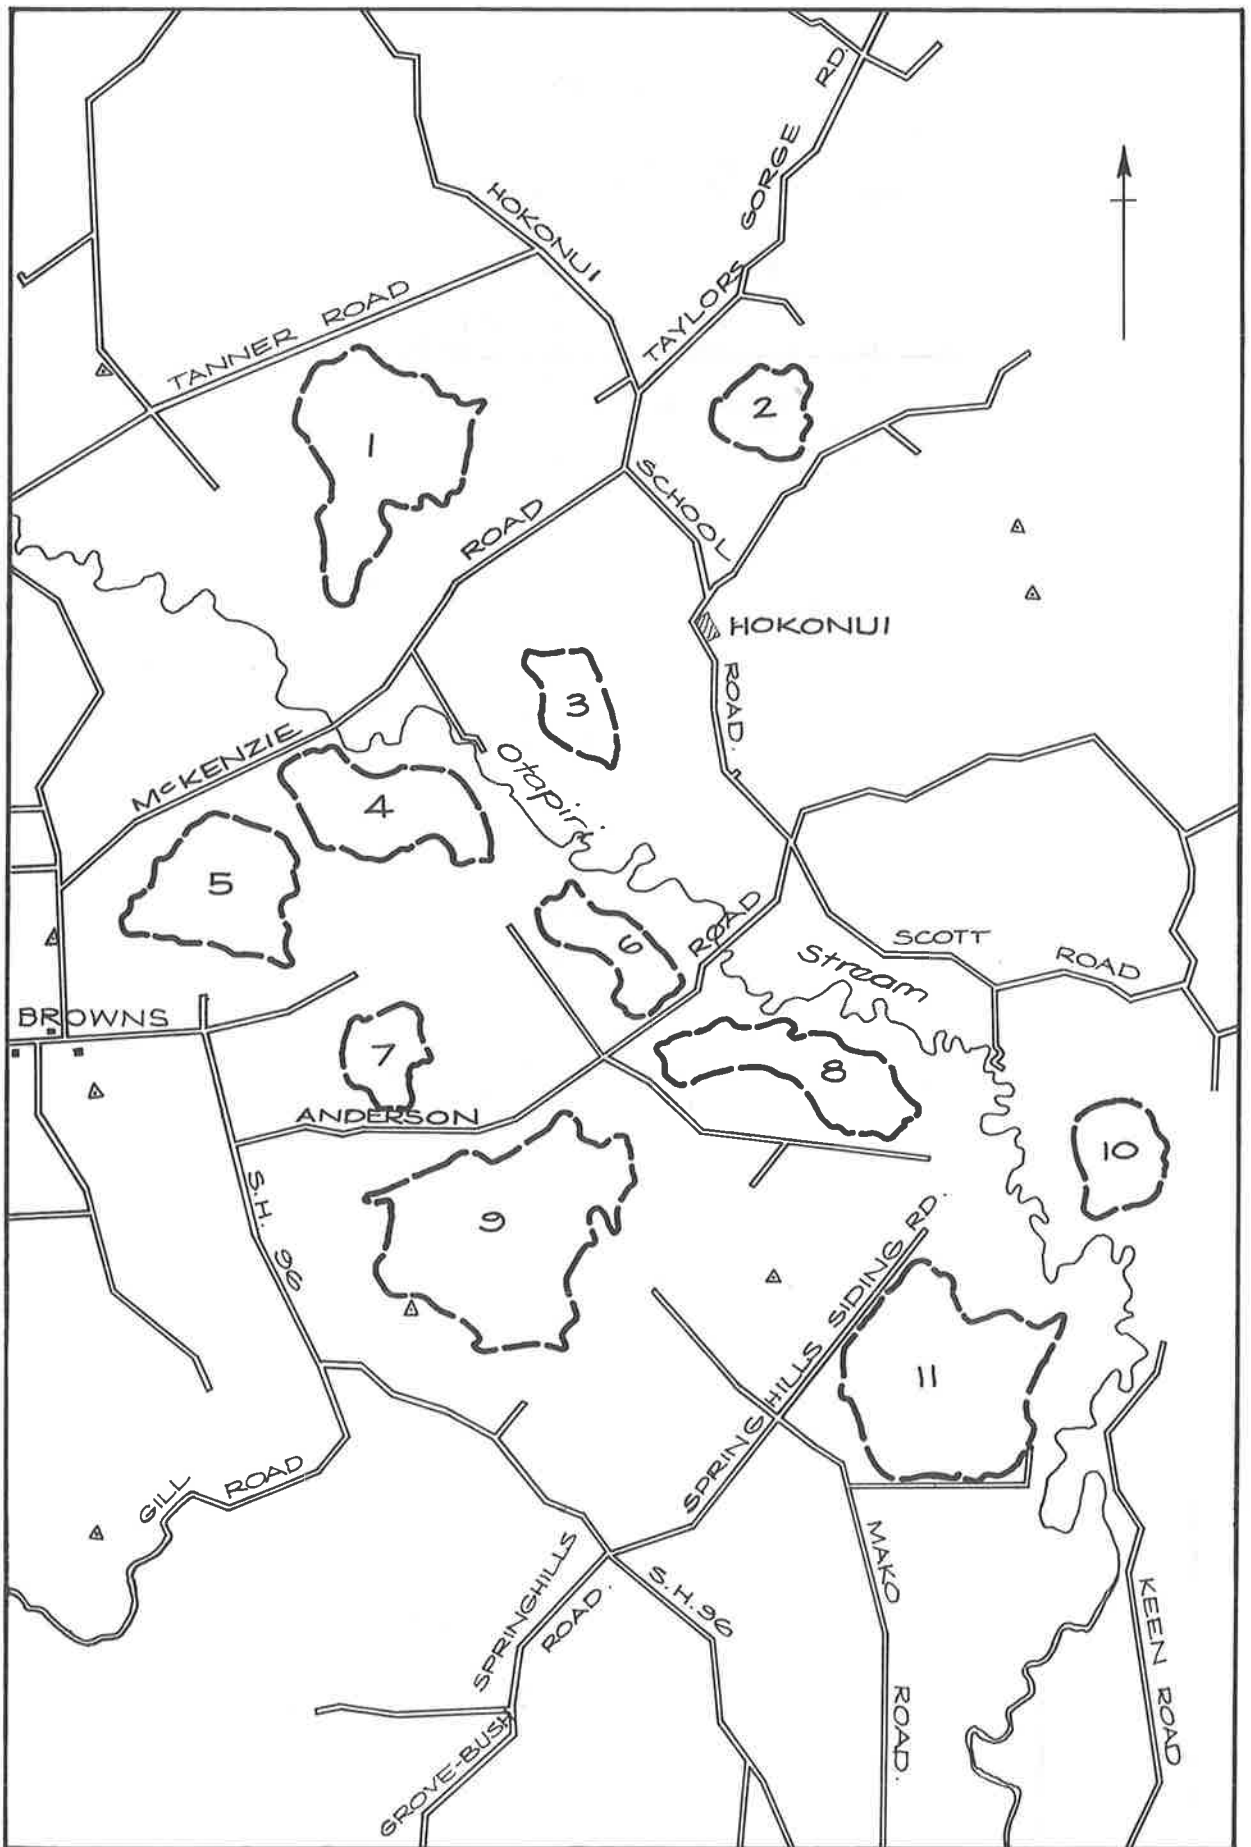 HOKONUI
TAYLORS GORGE RD.
TANNER ROAD
1
2
SCHOOL
ROAD
HOKONUI
3
ROAD.
McKENZIE
Otapiri
4
5
6
ROAD
SCOTT ROAD
Stream
BROWNS
7
8
ANDERSON
10
S.H. 96
9
SPRING HILLS SIDING RD.
11
GILL ROAD
SPRINGHILLS ROAD.
S.H. 96
MAKO ROAD.
KEEN ROAD
GROVE-BUSH